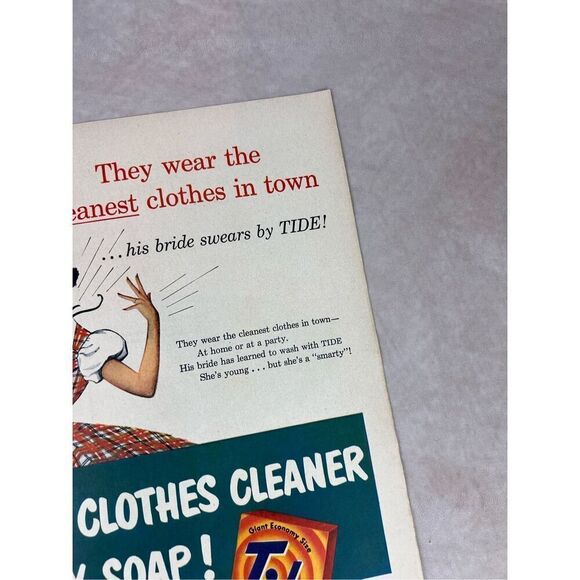 They wear the
eanest clothes in town
...his bride swears by TIDE!
They wear the cleanest clothes in town—
At home or at a party.
His bride has learned to wash with TIDE
She's young . . . but she's a "smarty"!
CLOTHES CLEANER
SOAP!
Giant Economy Size